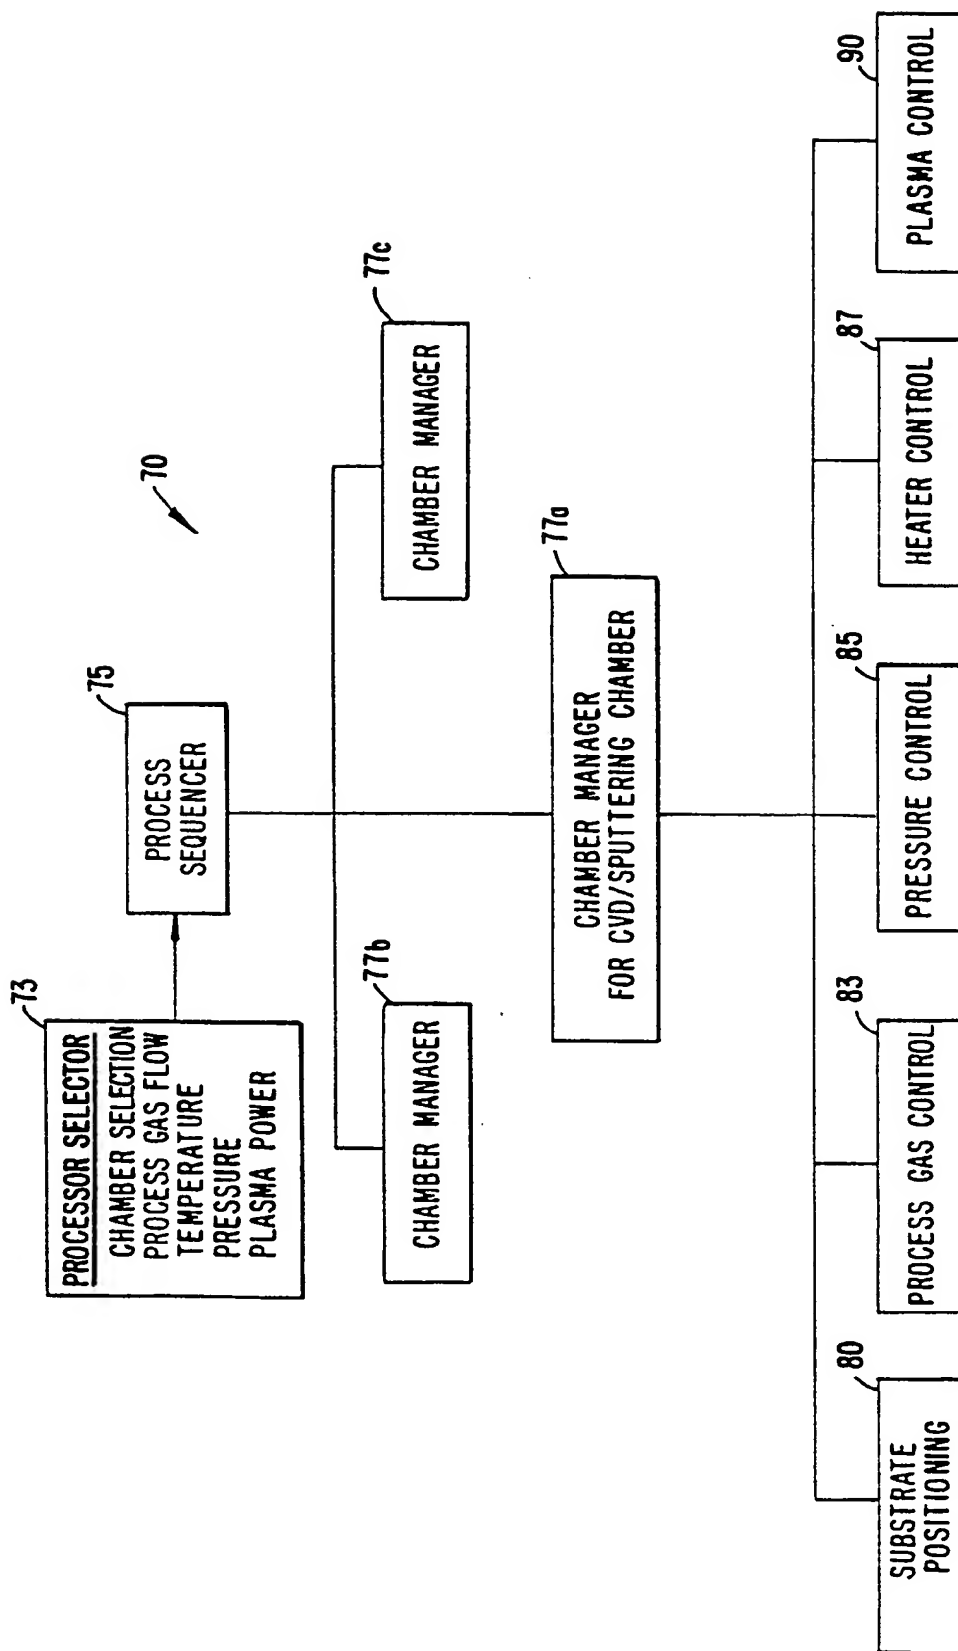 70
73
PROCESSOR SELECTOR
CHAMBER SELECTION
PROCESS GAS FLOW
TEMPERATURE
PRESSURE
PLASMA POWER
75
PROCESS
SEQUENCER
77b
CHAMBER MANAGER
77c
CHAMBER MANAGER
77a
CHAMBER MANAGER
FOR CVD/SPUTTERING CHAMBER
80
SUBSTRATE
POSITIONING
83
PROCESS GAS CONTROL
85
PRESSURE CONTROL
87
HEATER CONTROL
90
PLASMA CONTROL